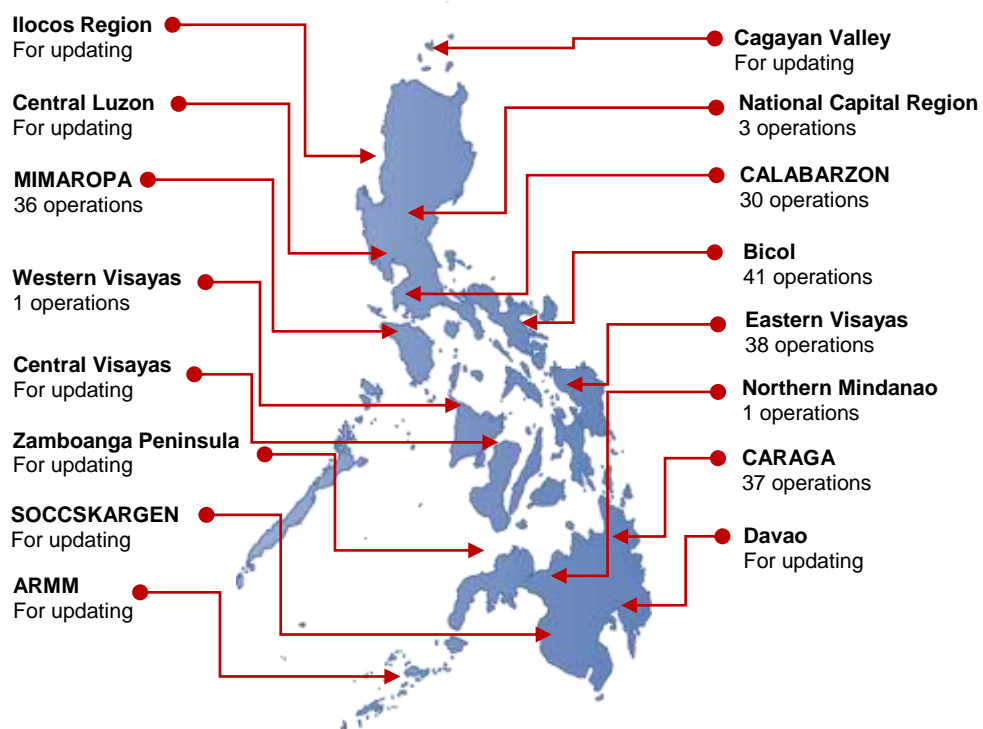 Ilocos Region
For updating
Central Luzon
For updating
MIMAROPA
36 operations
Western Visayas
1 operations
Central Visayas
For updating
Zamboanga Peninsula
For updating
SOCCSKARGEN
For updating
ARMM
For updating
Cagayan Valley
For updating
National Capital Region
3 operations
CALABARZON
30 operations
Bicol
41 operations
Eastern Visayas
38 operations
Northern Mindanao
1 operations
CARAGA
37 operations
Davao
For updating